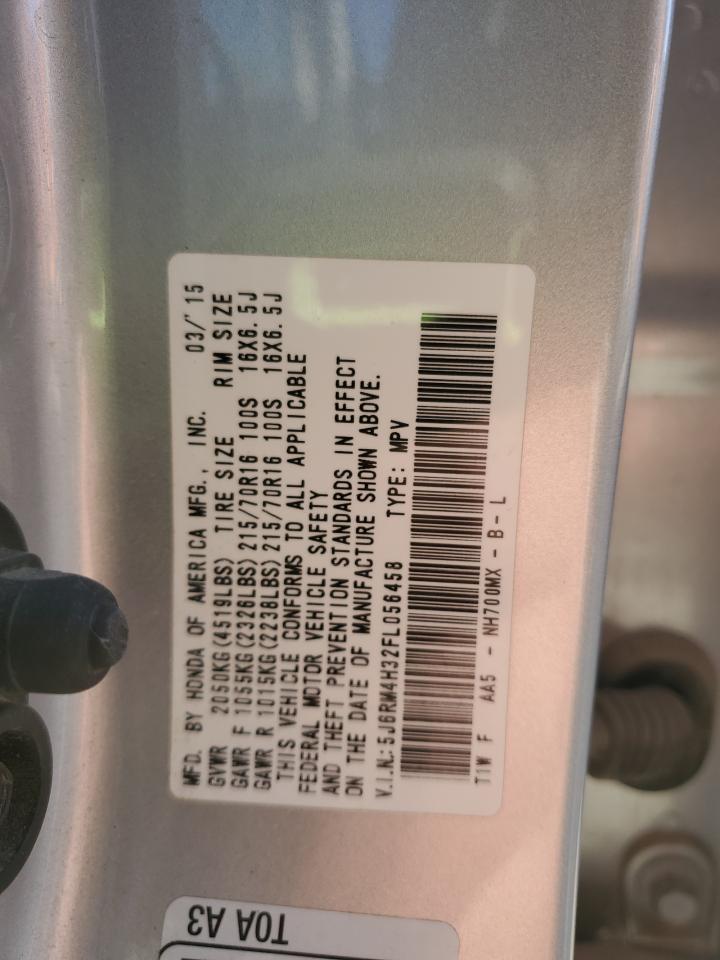 MFD. BY HONDA OF AMERICA MFG., INC. 03/'15
GVWR 2050KG(4519LBS) TIRE SIZE RIM SIZE
GAWR F 1055KG(2326LBS)215/70R16 100S 16X6.5J
GAWR R 1015KG(2238LBS)215/70R16 100S 16X6.5J
THIS VEHICLE CONFORMS TO ALL APPLICABLE
FEDERAL MOTOR VEHICLE SAFETY
AND THEFT PREVENTION STANDARDS IN EFFECT
ON THE DATE OF MANUFACTURE SHOWN ABOVE.
V.I.N.: 5J6RM4H32FL056458 TYPE: MPV
T1W F AA5 - NH700MX - B - L
T0A A3